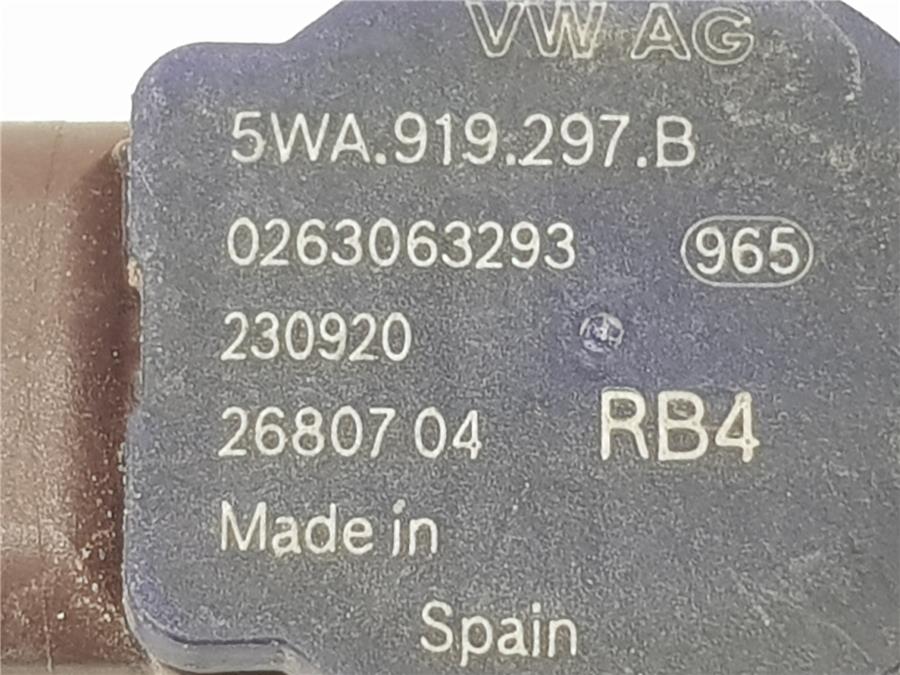 VW AG
5WA.919.297.B
0263063293 965
230920
26807 04 RB4
Made in
Spain